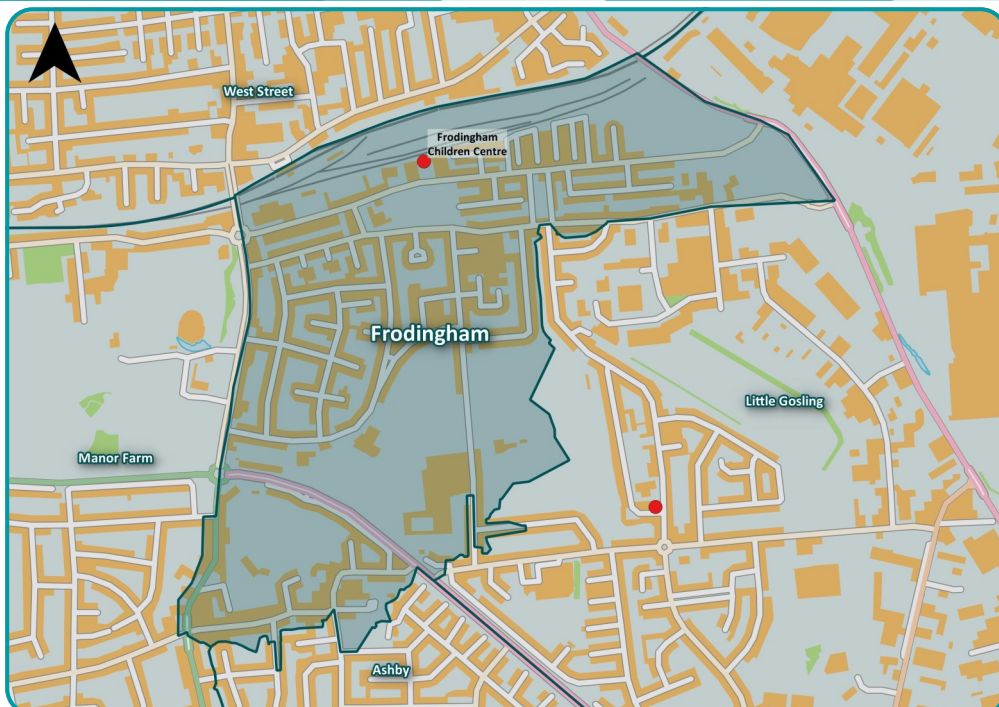 West Street
Frodingham
Children Centre
Frodingham
Little Gosling
Manor Farm
Ashby